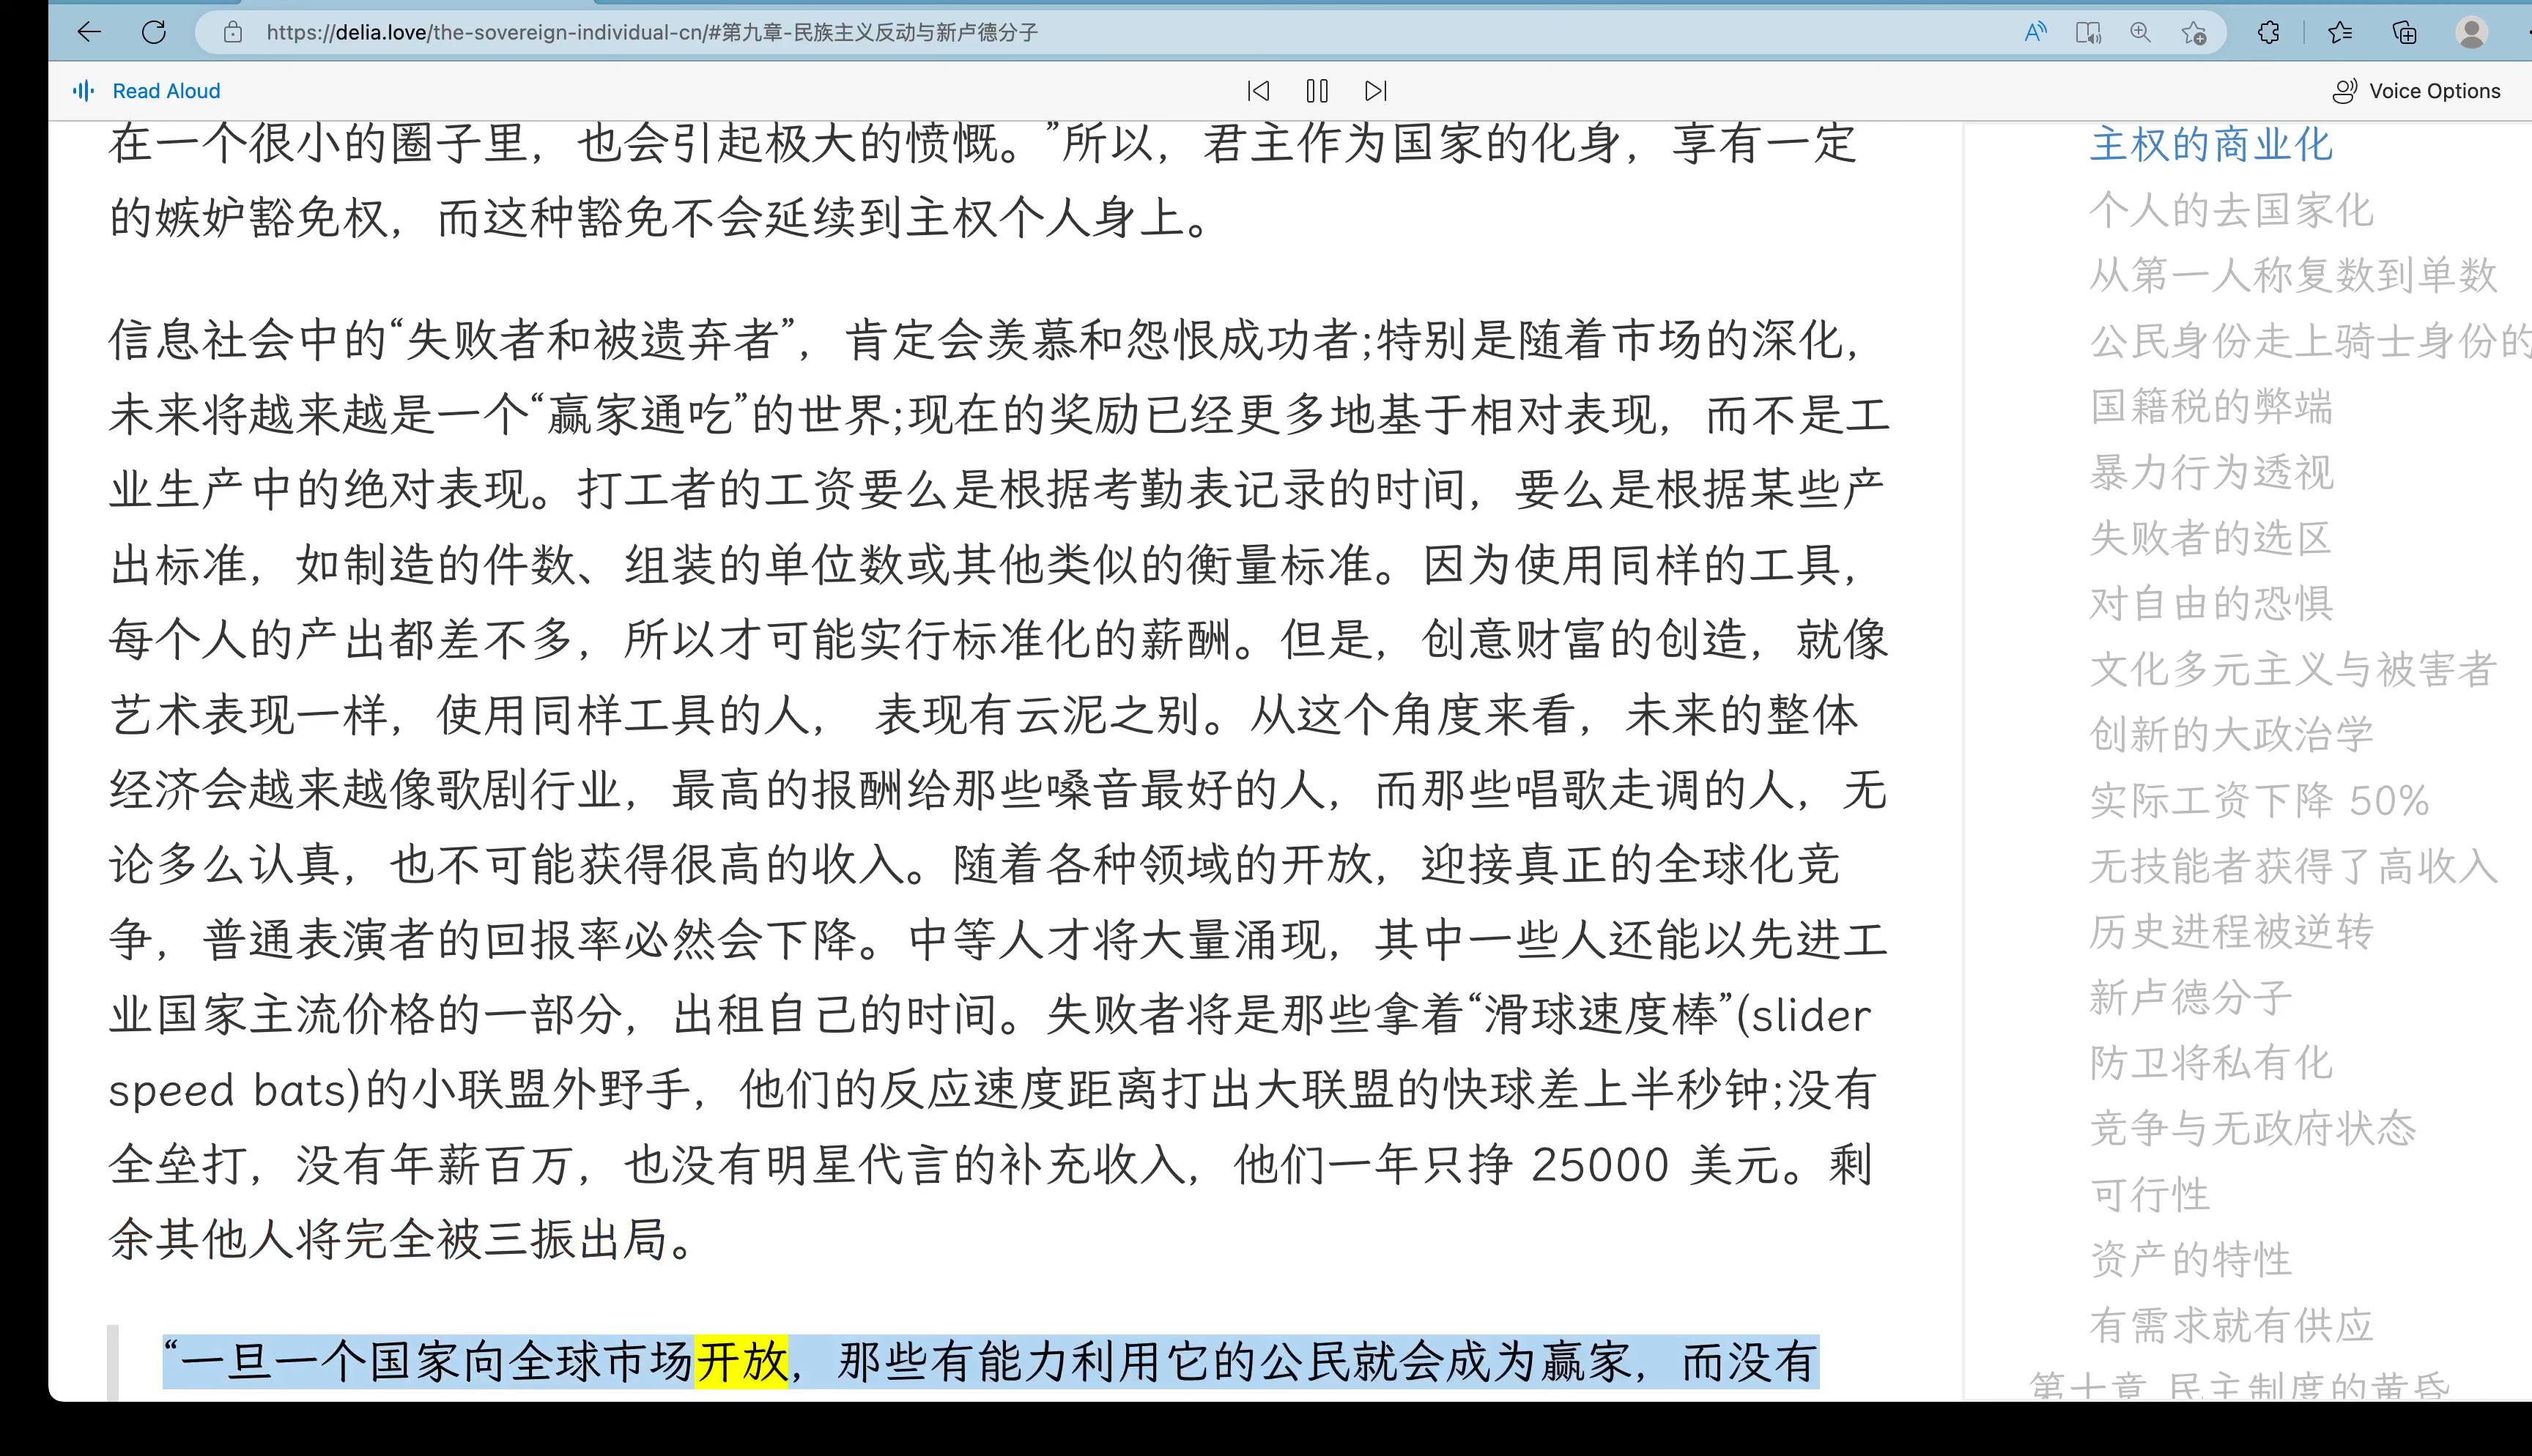 https://delia.love/the-sovereign-individual-cn/#第九章-民族主义反动与新卢德分子
Read Aloud
Voice Options
在一个很小的圈子里，也会引起极大的愤慨。”所以，君主作为国家的化身，享有一定
的嫉妒豁免权，而这种豁免不会延续到主权个人身上。
信息社会中的“失败者和被遗弃者”，肯定会羡慕和怨恨成功者;特别是随着市场的深化，
未来将越来越是一个“赢家通吃”的世界;现在的奖励已经更多地基于相对表现，而不是工
业生产中的绝对表现。打工者的工资要么是根据考勤表记录的时间，要么是根据某些产
出标准，如制造的件数、组装的单位数或其他类似的衡量标准。因为使用同样的工具，
每个人的产出都差不多，所以才可能实行标准化的薪酬。但是，创意财富的创造，就像
艺术表现一样，使用同样工具的人， 表现有云泥之别。从这个角度来看，未来的整体
经济会越来越像歌剧行业，最高的报酬给那些嗓音最好的人，而那些唱歌走调的人，无
论多么认真，也不可能获得很高的收入。随着各种领域的开放，迎接真正的全球化竞
争，普通表演者的回报率必然会下降。中等人才将大量涌现，其中一些人还能以先进工
业国家主流价格的一部分，出租自己的时间。失败者将是那些拿着“滑球速度棒”(slider
speed bats)的小联盟外野手，他们的反应速度距离打出大联盟的快球差上半秒钟;没有
全垒打，没有年薪百万，也没有明星代言的补充收入，他们一年只挣 25000 美元。剩
余其他人将完全被三振出局。
“一旦一个国家向全球市场开放，那些有能力利用它的公民就会成为赢家，而没有
主权的商业化
个人的去国家化
从第一人称复数到单数
公民身份走上骑士身份的
国籍税的弊端
暴力行为透视
失败者的选区
对自由的恐惧
文化多元主义与被害者
创新的大政治学
实际工资下降 50%
无技能者获得了高收入
历史进程被逆转
新卢德分子
防卫将私有化
竞争与无政府状态
可行性
资产的特性
有需求就有供应
第十章 民主制度的黄昏